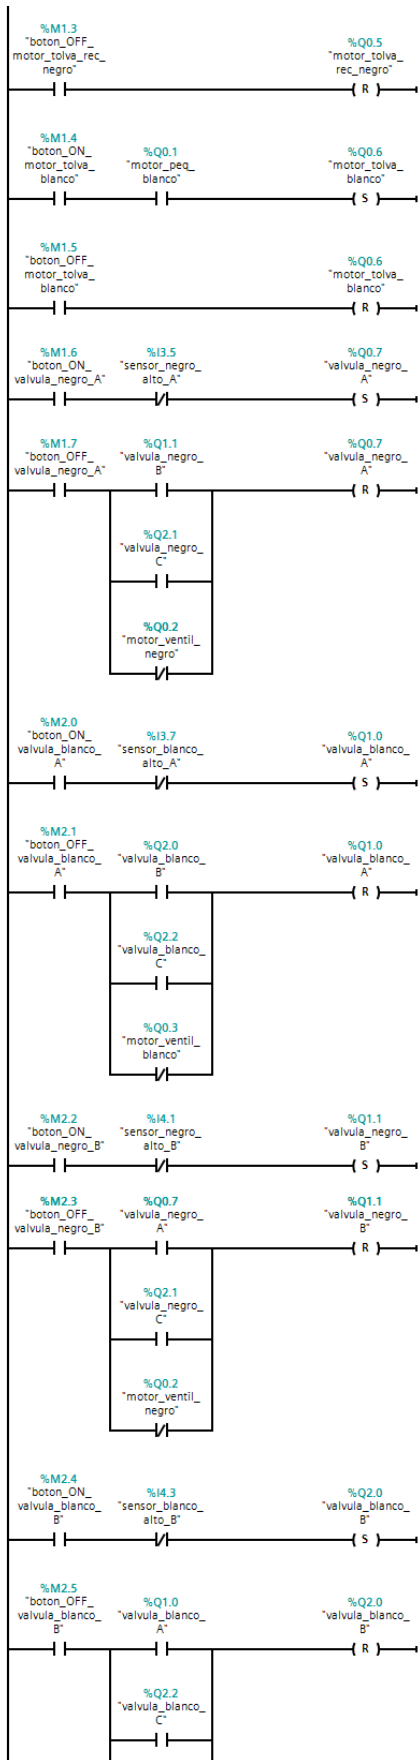 %M1.3
"boton_OFF_
motor_tolva_rec_
negro"
%Q0.5
"motor_tolva_
rec_negro"
R
%M1.4
"boton_ON_
motor_tolva_
blanco"
%Q0.1
"motor_peq_
blanco"
%Q0.6
"motor_tolva_
blanco"
S
%M1.5
"boton_OFF_
motor_tolva_
blanco"
%Q0.6
"motor_tolva_
blanco"
R
%M1.6
"boton_ON_
valvula_negro_A"
%I3.5
"sensor_negro_
alto_A"
%Q0.7
"valvula_negro_
A"
S
%M1.7
"boton_OFF_
valvula_negro_A"
%Q1.1
"valvula_negro_
B"
%Q0.7
"valvula_negro_
A"
R
%Q2.1
"valvula_negro_
C"
%Q0.2
"motor_ventil_
negro"
%M2.0
"boton_ON_
valvula_blanco_
A"
%I3.7
"sensor_blanco_
alto_A"
%Q1.0
"valvula_blanco_
A"
S
%M2.1
"boton_OFF_
valvula_blanco_
A"
%Q2.0
"valvula_blanco_
B"
%Q1.0
"valvula_blanco_
A"
R
%Q2.2
"valvula_blanco_
C"
%Q0.3
"motor_ventil_
blanco"
%M2.2
"boton_ON_
valvula_negro_B"
%I4.1
"sensor_negro_
alto_B"
%Q1.1
"valvula_negro_
B"
S
%M2.3
"boton_OFF_
valvula_negro_B"
%Q0.7
"valvula_negro_
A"
%Q1.1
"valvula_negro_
B"
R
%Q2.1
"valvula_negro_
C"
%Q0.2
"motor_ventil_
negro"
%M2.4
"boton_ON_
valvula_blanco_
B"
%I4.3
"sensor_blanco_
alto_B"
%Q2.0
"valvula_blanco_
B"
S
%M2.5
"boton_OFF_
valvula_blanco_
B"
%Q1.0
"valvula_blanco_
A"
%Q2.0
"valvula_blanco_
B"
R
%Q2.2
"valvula_blanco_
C"